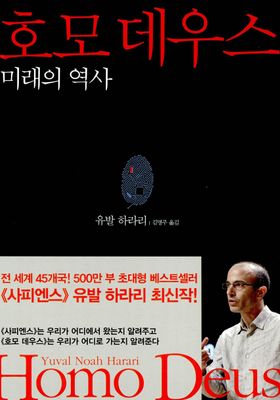 호모 데우스
미래의 역사
유발 하라리 | 김명주 옮김
전 세계 45개국! 500만 부 초대형 베스트셀러
《사피엔스》 유발 하라리 최신작!
《사피엔스》는 우리가 어디에서 왔는지 알려주고
《호모 데우스》는 우리가 어디로 가는지 알려준다
Yuval Noah Harari
Homo Deus